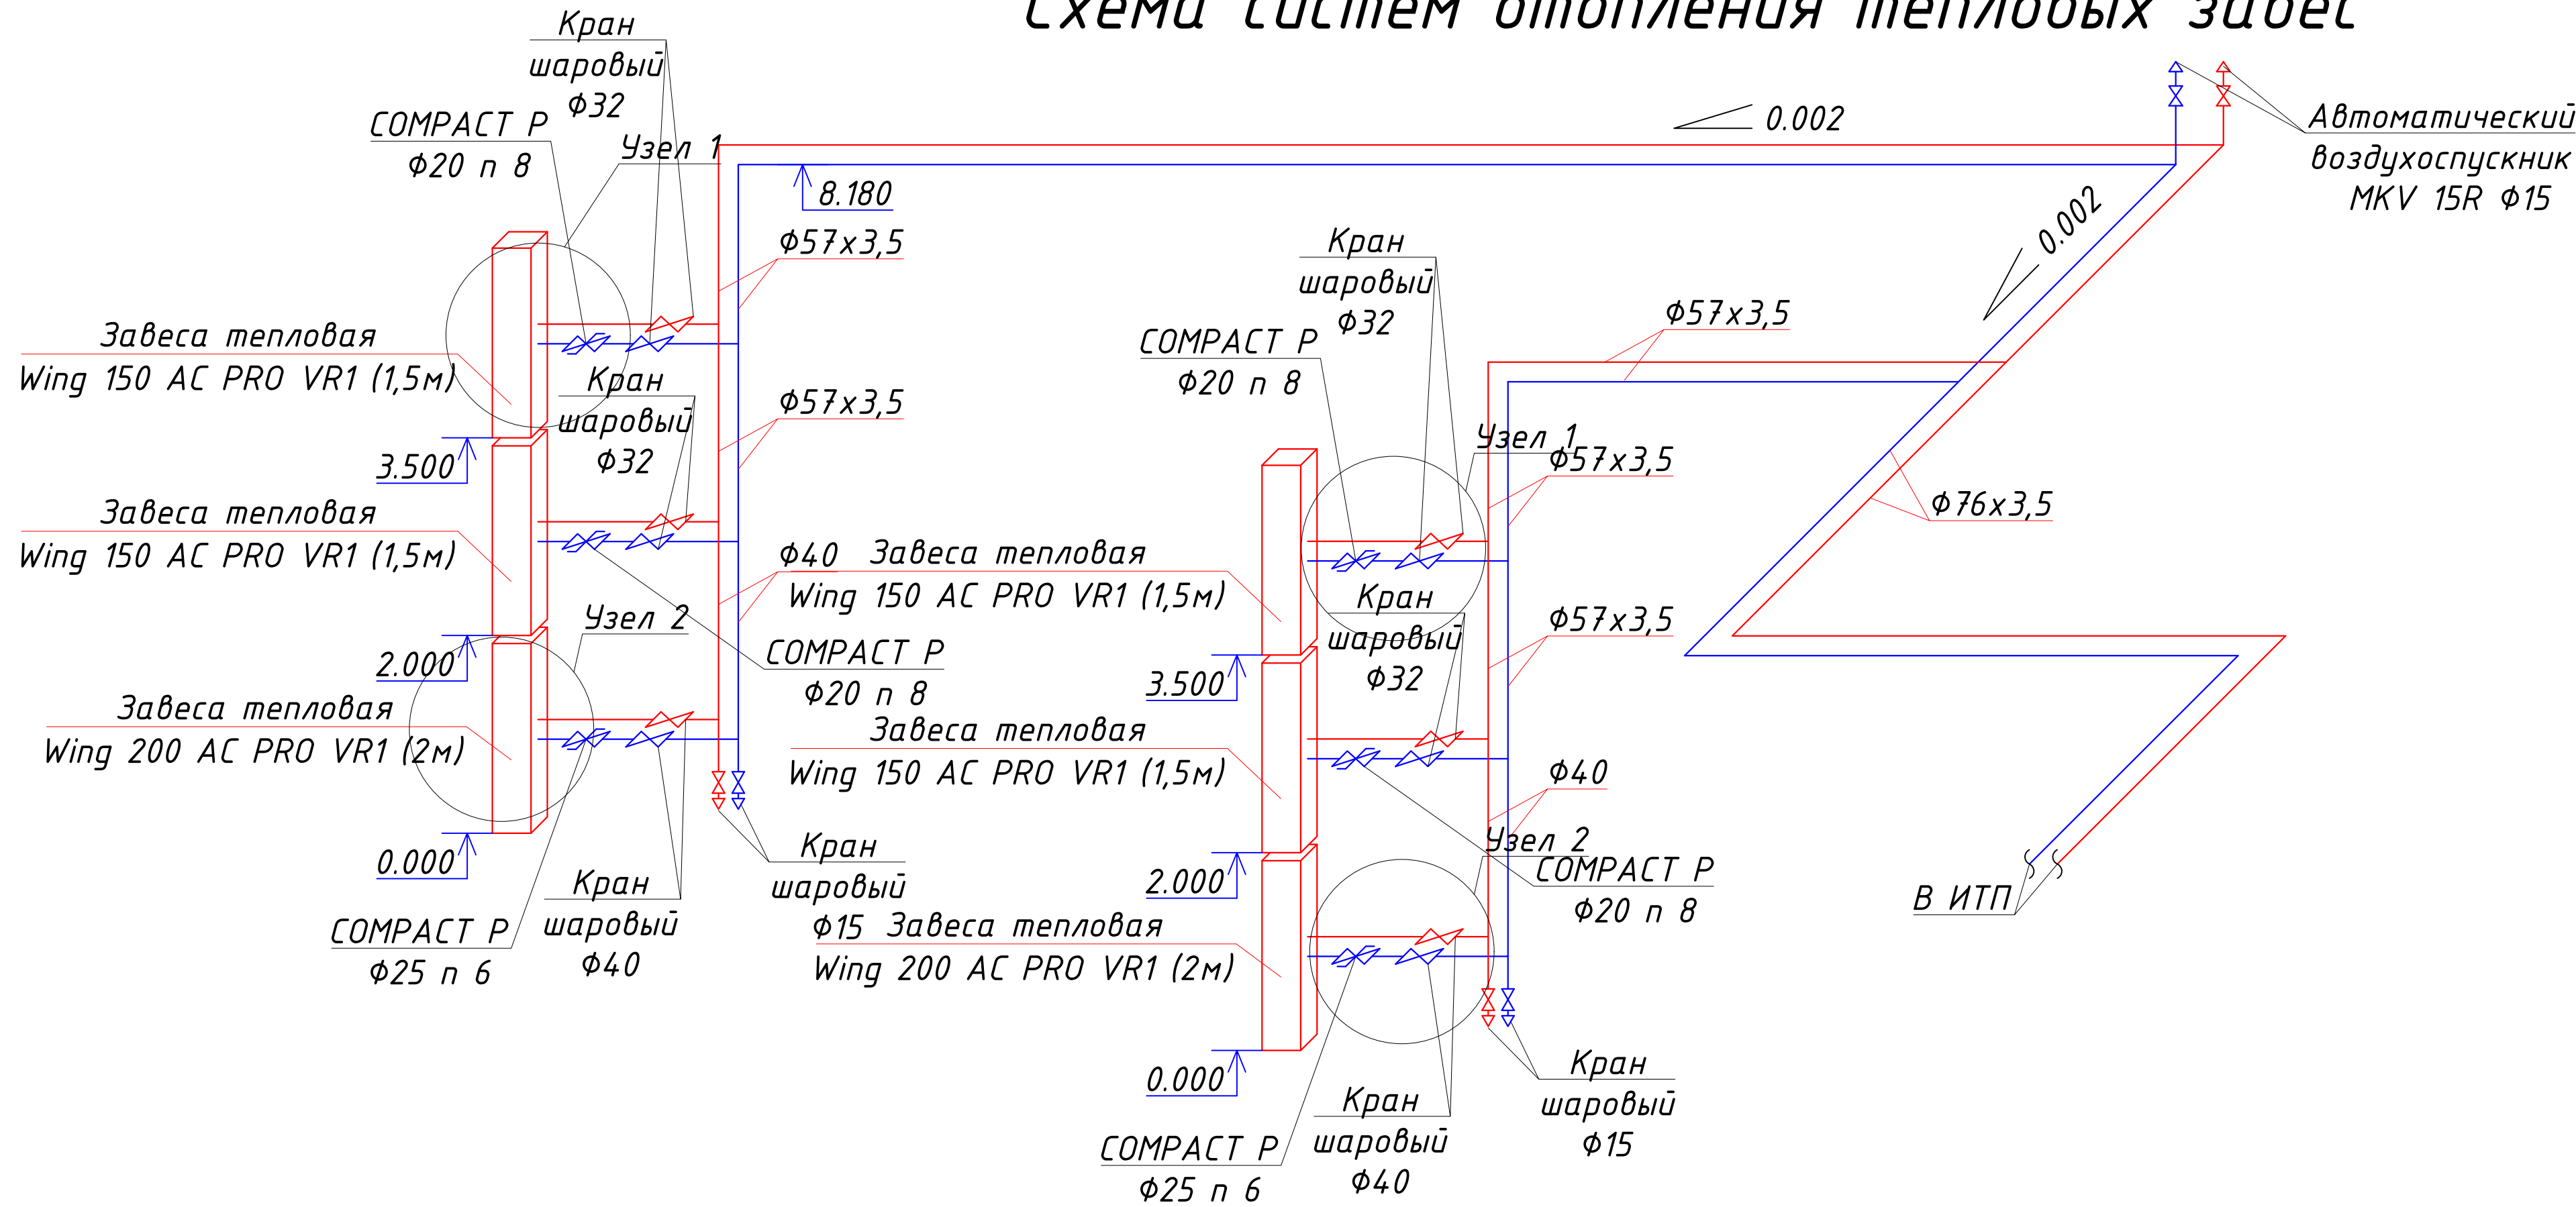 Схема систем отопления тепловых завес
Кран
шаровый
Ф32
COMPACT P
Ф20 п 8
Узел 1
0.002
Автоматический
воздухоспускник
MKV 15R Ф15
8.180
0.002
Ф57х3,5
Кран
шаровый
Ф32
COMPACT P
Ф20 п 8
Ф57х3,5
Завеса тепловая
Wing 150 AC PRO VR1 (1,5м)
Кран
шаровый
Ф32
Ф57х3,5
3.500
Узел 1
Ф57х3,5
Ф76х3,5
Завеса тепловая
Wing 150 AC PRO VR1 (1,5м)
Ф40
Завеса тепловая
Wing 150 AC PRO VR1 (1,5м)
Кран
шаровый
Ф32
Ф57х3,5
Узел 2
2.000
COMPACT P
Ф20 п 8
3.500
Завеса тепловая
Wing 200 AC PRO VR1 (2м)
Завеса тепловая
Wing 150 AC PRO VR1 (1,5м)
Ф40
0.000
Кран
шаровый
Ф15
Узел 2
COMPACT P
Ф20 п 8
2.000
В ИТП
COMPACT P
Ф25 п 6
Кран
шаровый
Ф40
Завеса тепловая
Wing 200 AC PRO VR1 (2м)
0.000
Кран
шаровый
Ф15
COMPACT P
Ф25 п 6
Кран
шаровый
Ф40